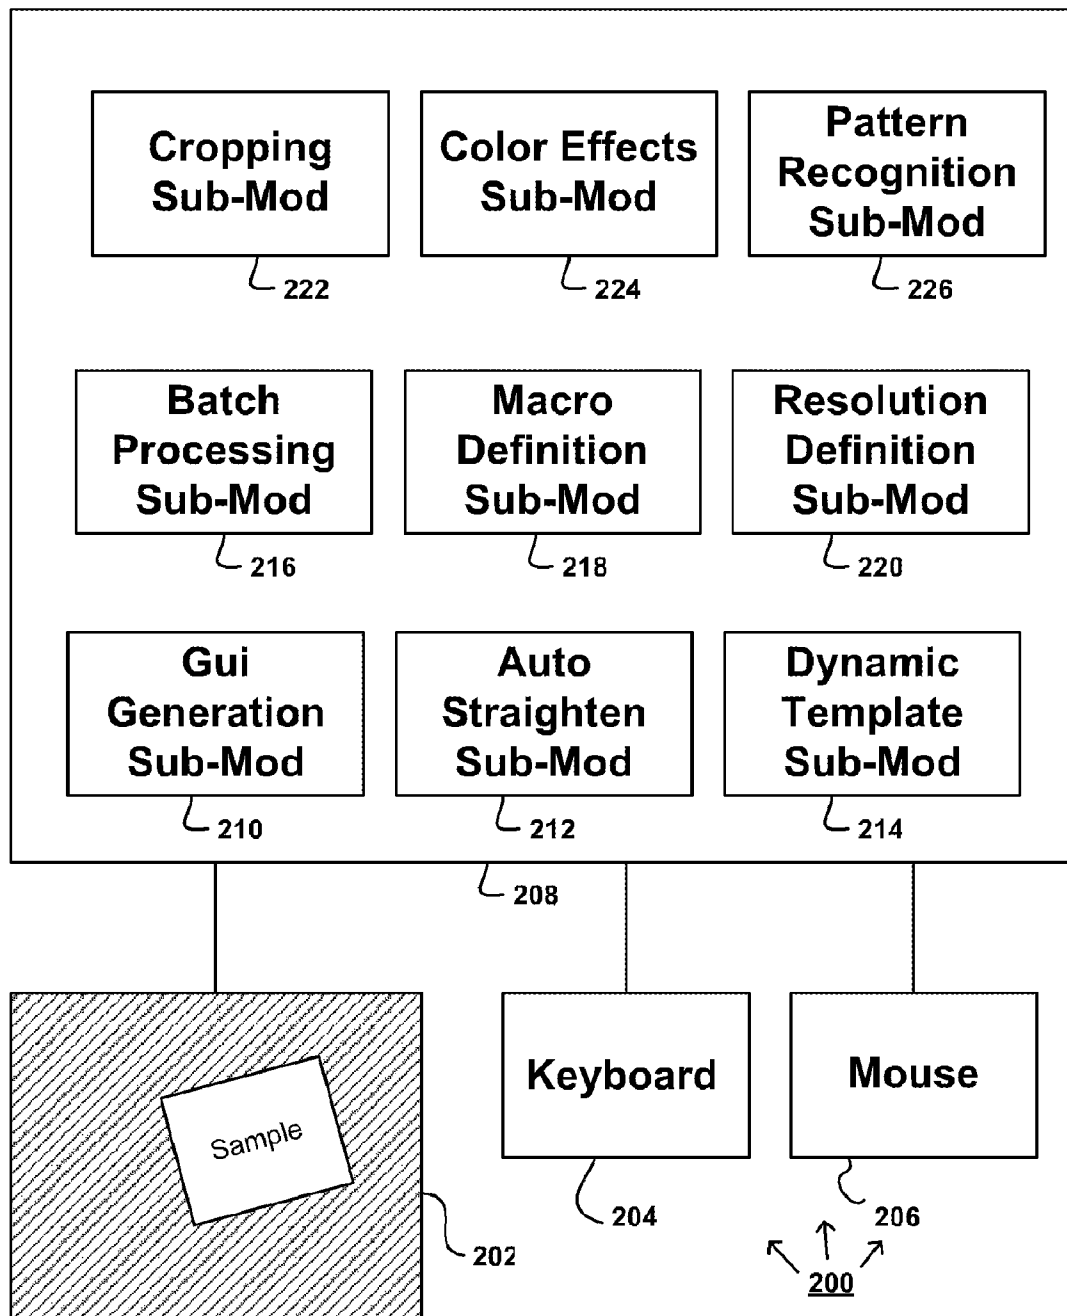 Cropping
Sub-Mod
222
Color Effects
Sub-Mod
224
Pattern
Recognition
Sub-Mod
226
Batch
Processing
Sub-Mod
216
Macro
Definition
Sub-Mod
218
Resolution
Definition
Sub-Mod
220
Gui
Generation
Sub-Mod
210
Auto
Straighten
Sub-Mod
212
Dynamic
Template
Sub-Mod
214
208
Sample
202
Keyboard
204
Mouse
206
200